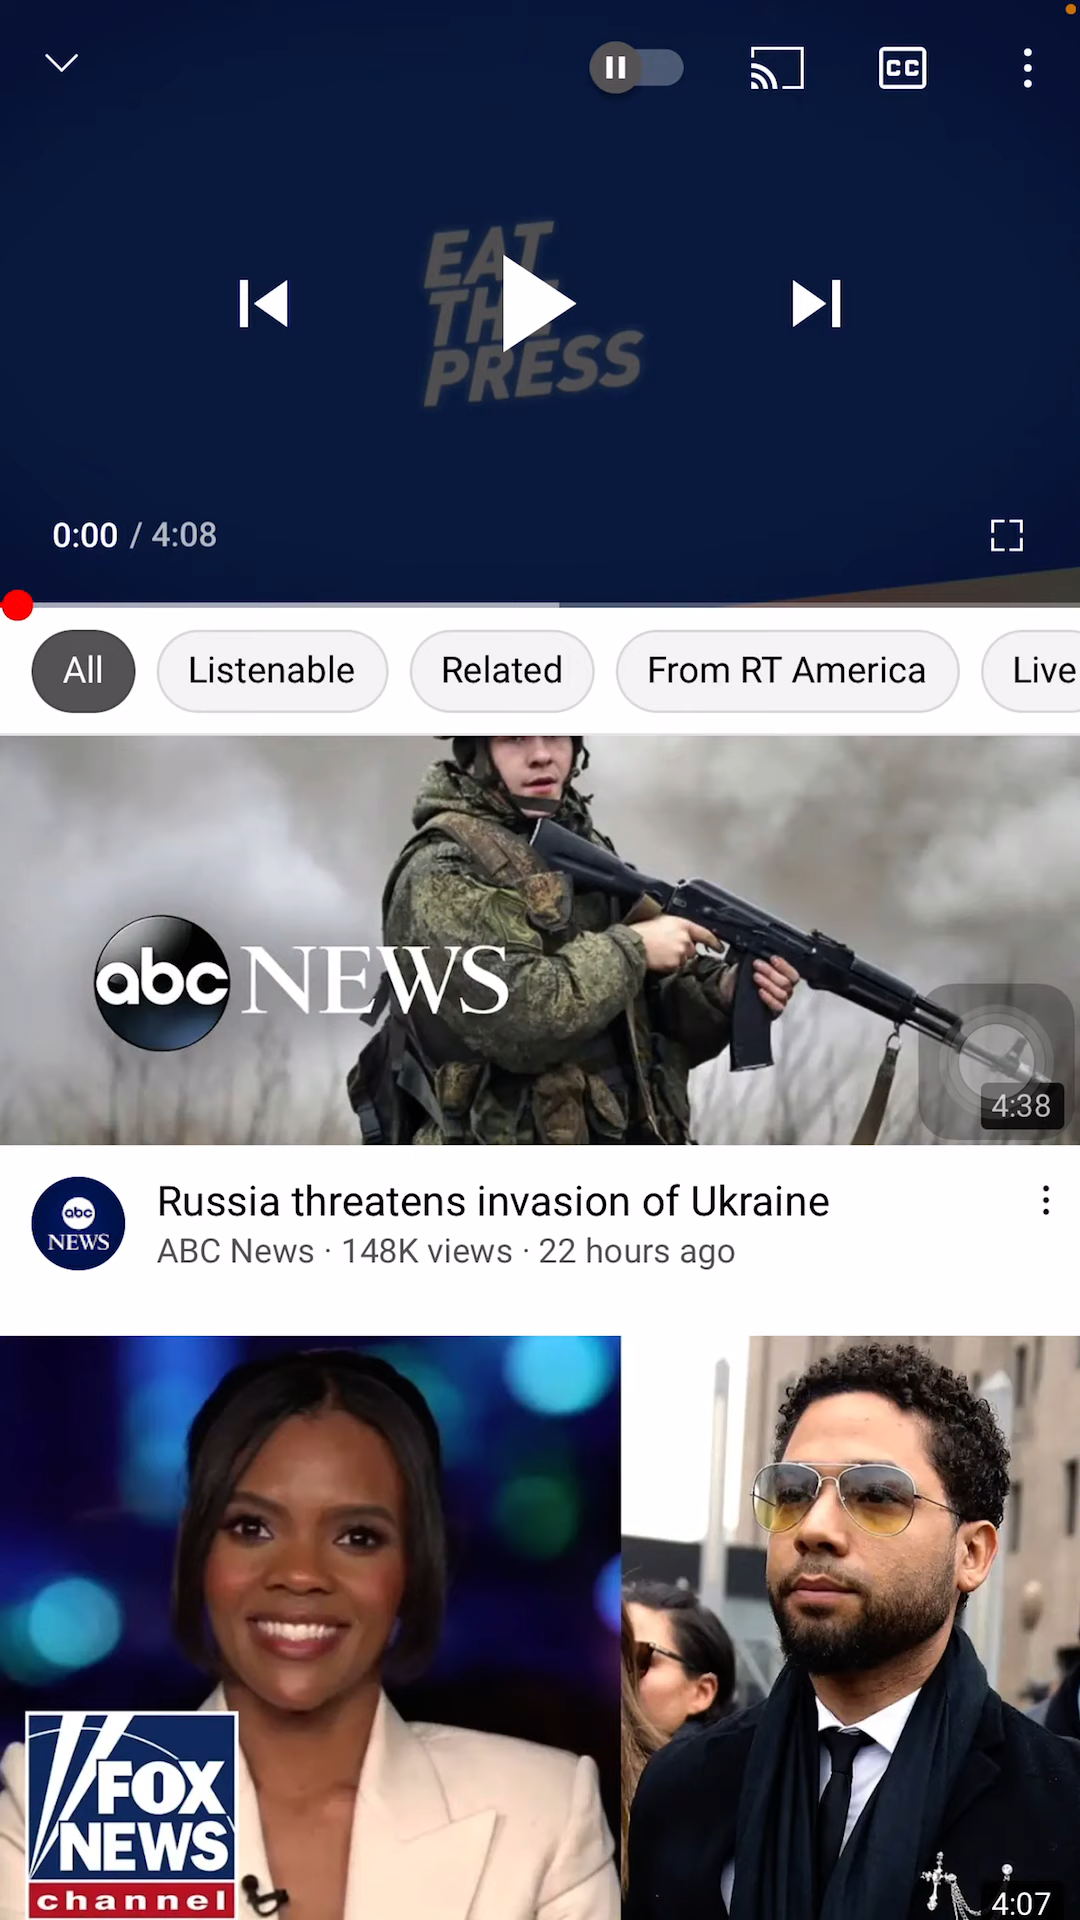 CC
EAT
THE
PRESS
0:00 / 4:08
All
Listenable
Related
From RT America
Live
abc NEWS
4:38
abc
NEWS
Russia threatens invasion of Ukraine
ABC News · 148K views · 22 hours ago
FOX
NEWS
channel
4:07